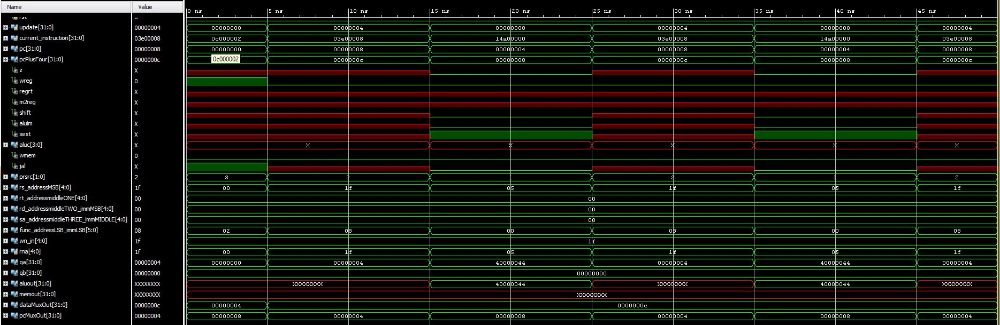 Name Value 0 ns 5 ns 10 ns 15 ns 20 ns 25 ns 30 ns 35 ns 40 ns 45 ns
update[31:0] 00000004 00000008 00000004 00000008 00000004 00000008 00000004
current_instruction[31:0] 03e00008 0c000002 03e00008 14a00000 03e00008 14a00000 03e00008
pc[31:0] 00000008 00000000 00000008 00000004 00000008 00000004 00000008
pcPlusFour[31:0] 0000000c 0c000002 0000000c 00000008 0000000c 00000008 0000000c
z X
wreg 0
regrt X
m2reg X
shift X
aluim X
sext X
aluc[3:0] X X X X X X
wmem 0
jal X
prsrc[1:0] 2 3 2 1 2 1 2
rs_addressMSB[4:0] 1f 00 1f 05 1f 05 1f
rt_addressmiddleONE[4:0] 00 00
rd_addressmiddleTWO_immMSB[4:0] 00 00
sa_addressmiddleTHREE_immMIDDLE[4:0] 00 00
func_addressLSB_immLSB[5:0] 08 02 08 00 08 00 08
wn_in[4:0] 1f 1f
rna[4:0] 1f 00 1f 05 1f 05 1f
qa[31:0] 00000004 00000000 00000004 40000044 00000004 40000044 00000004
qb[31:0] 00000000 00000000
aluout[31:0] XXXXXXXX XXXXXXXX 40000044 XXXXXXXX 40000044 XXXXXXXX
memout[31:0] XXXXXXXX XXXXXXXX
dataMuxOut[31:0] 0000000c 00000004 0000000c
pcMuxOut[31:0] 00000004 00000008 00000004 00000008 00000004 00000008 00000004